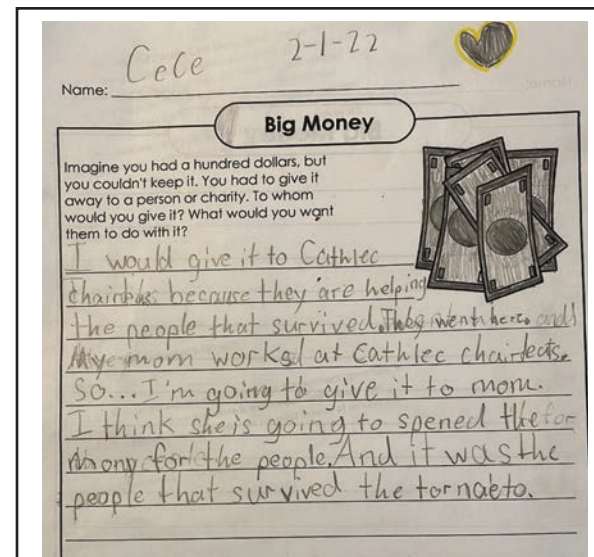 Cece 2-1-22
Name:
Big Money
Imagine you had a hundred dollars, but
you couldn't keep it. You had to give it
away to a person or charity. To whom
would you give it? What would you want
them to do with it?
I would give it to Cathlec
because they are helping
the people that survived. They went here and
My mom works at Cathlec chairdeats.
So... I'm going to give it to mom.
I think she is going to spened the
mony for the people. And it was the
people that survived the tornaeto.